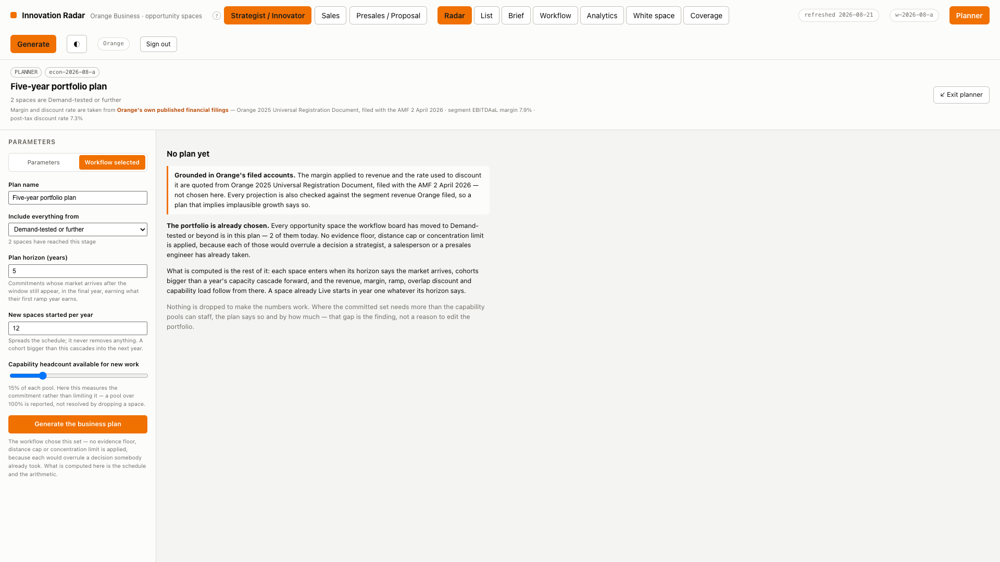 Innovation Radar Orange Business · opportunity spaces ? Strategist / Innovator Sales Presales / Proposal Radar List Brief Workflow Analytics White space Coverage refreshed 2026-08-21 w-2026-08-a Planner
Generate Orange Sign out
PLANNER econ-2026-08-a
Five-year portfolio plan
2 spaces are Demand-tested or further
Margin and discount rate are taken from Orange's own published financial filings — Orange 2025 Universal Registration Document, filed with the AMF 2 April 2026 · segment EBITDAaL margin 7.9% ·
post-tax discount rate 7.3%
↙ Exit planner
PARAMETERS
Parameters Workflow selected
Plan name
Five-year portfolio plan
Include everything from
Demand-tested or further
2 spaces have reached this stage
Plan horizon (years)
5
Commitments whose market arrives after the
window still appear, in the final year, earning what
their first ramp year earns.
New spaces started per year
12
Spreads the schedule; it never removes anything. A
cohort bigger than this cascades into the next year.
Capability headcount available for new work
15% of each pool. Here this measures the
commitment rather than limiting it — a pool over
100% is reported, not resolved by dropping a space.
Generate the business plan
The workflow chose this set — no evidence floor,
distance cap or concentration limit is applied,
because each would overrule a decision somebody
already took. What is computed here is the schedule
and the arithmetic.
No plan yet
Grounded in Orange's filed accounts. The margin applied to revenue and the rate used to discount
it are quoted from Orange 2025 Universal Registration Document, filed with the AMF 2 April 2026 —
not chosen here. Every projection is also checked against the segment revenue Orange filed, so a
plan that implies implausible growth says so.
The portfolio is already chosen. Every opportunity space the workflow board has moved to Demand-
tested or beyond is in this plan — 2 of them today. No evidence floor, distance cap or concentration limit
is applied, because each of those would overrule a decision a strategist, a salesperson or a presales
engineer has already taken.
What is computed is the rest of it: each space enters when its horizon says the market arrives, cohorts
bigger than a year's capacity cascade forward, and the revenue, margin, ramp, overlap discount and
capability load follow from there. A space already Live starts in year one whatever its horizon says.
Nothing is dropped to make the numbers work. Where the committed set needs more than the capability
pools can staff, the plan says so and by how much — that gap is the finding, not a reason to edit the
portfolio.